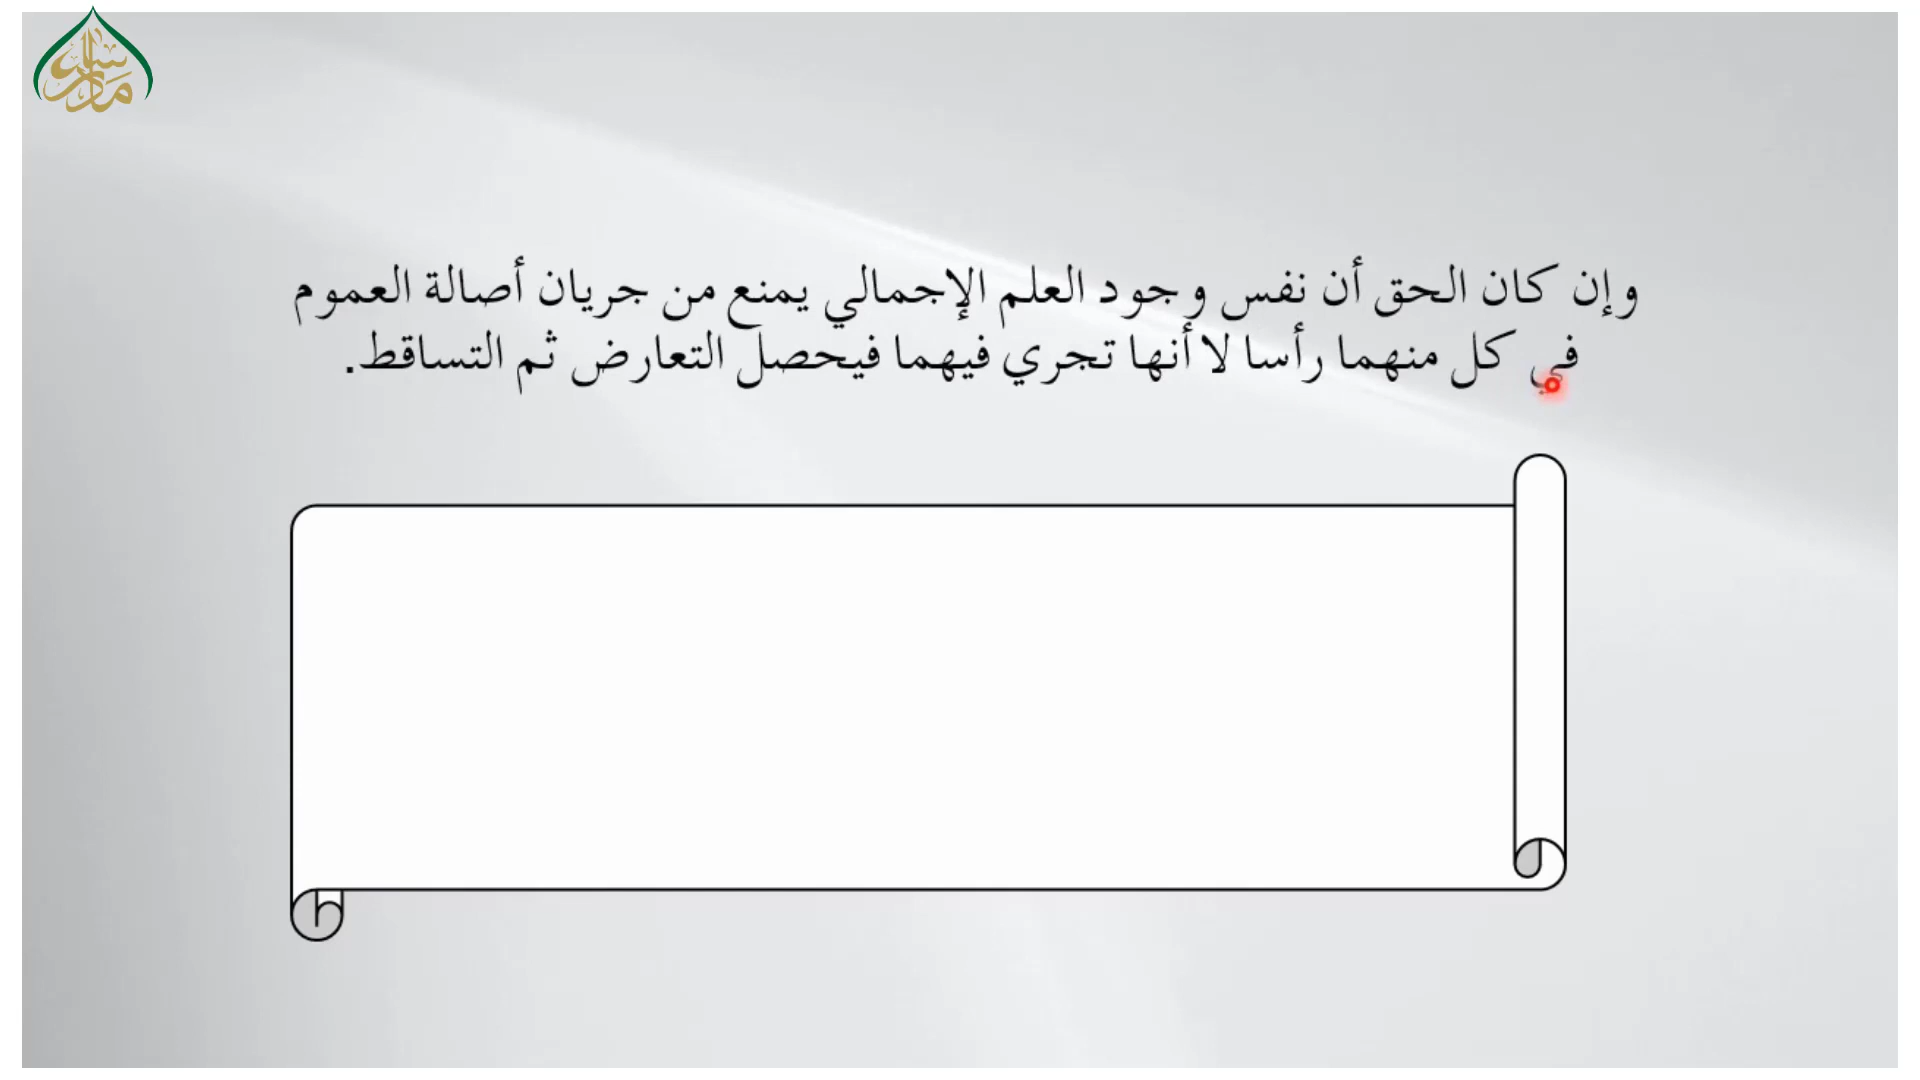 وإن كان الحق أن نفس وجود العلم الإجمالي يمنع من جريان أصالة العموم
في كل منهما رأسا لا أنها تجري فيهما فيحصل التعارض ثم التساقط.